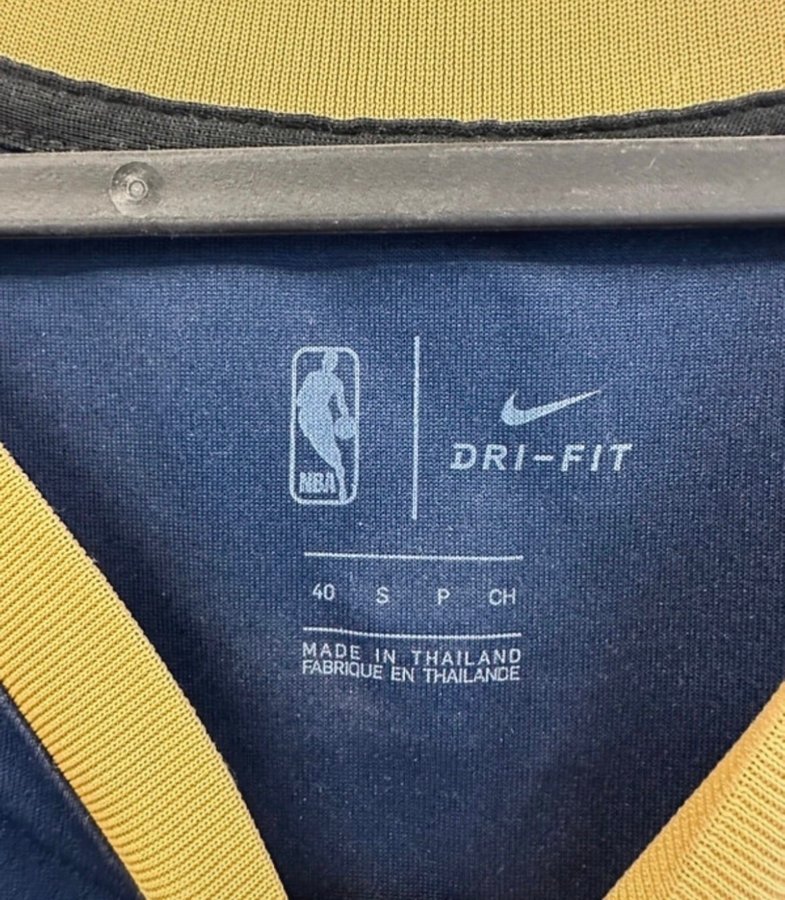 NBA
DRI-FIT
40 S P CH
MADE IN THAILAND
FABRIQUE EN THAILANDE